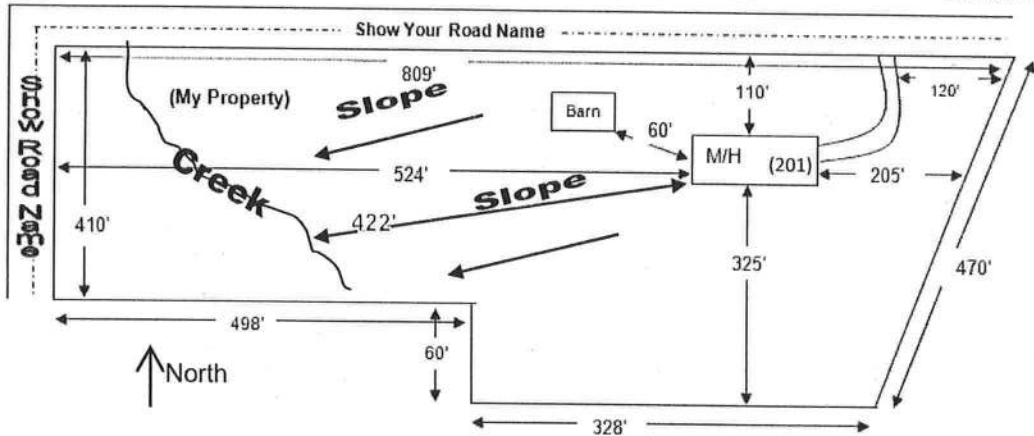 Show Your Road Name
809'
(My Property)
Slope
110'
120'
Barn
60'
M/H (201)
Show Road Name
Creek
524'
205'
Slope
410'
422'
325'
470'
498'
60'
North
328'